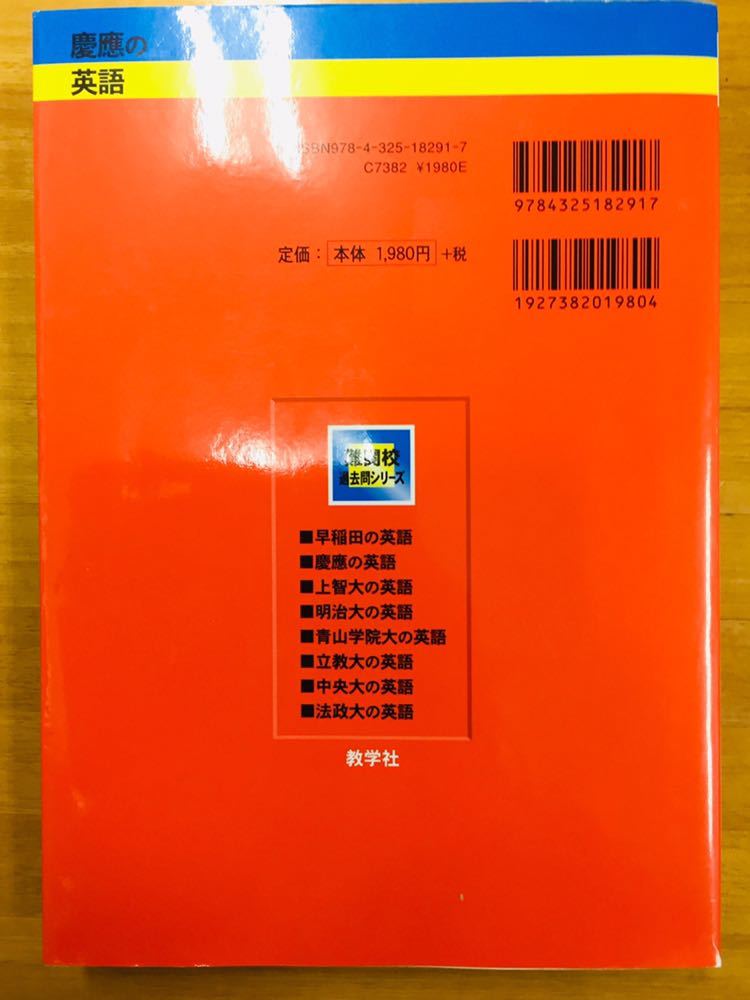 慶應の
英語
ISBN978-4-325-18291-7
C7382 ¥1980E
9784325182917
定価：本体 1,980円+税
1927382019804
難関校
過去問シリーズ
■早稲田の英語
■慶應の英語
■上智大の英語
■明治大の英語
■青山学院大の英語
■立教大の英語
■中央大の英語
■法政大の英語
教学社